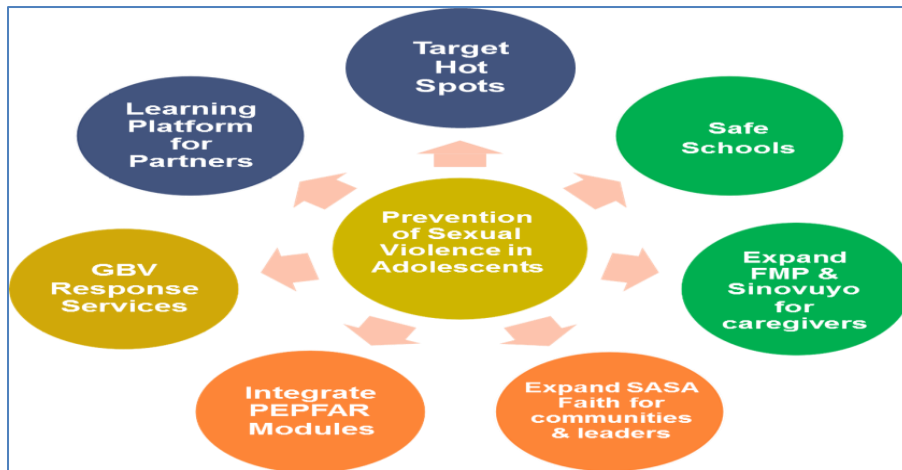 Target
Hot
Spots
Safe
Schools
Expand
FMP &
Sinovuyo
for
caregivers
Expand SASA
Faith for
communities
& leaders
Integrate
PEPFAR
Modules
GBV
Response
Services
Learning
Platform
for
Partners
Prevention
of Sexual
Violence in
Adolescents